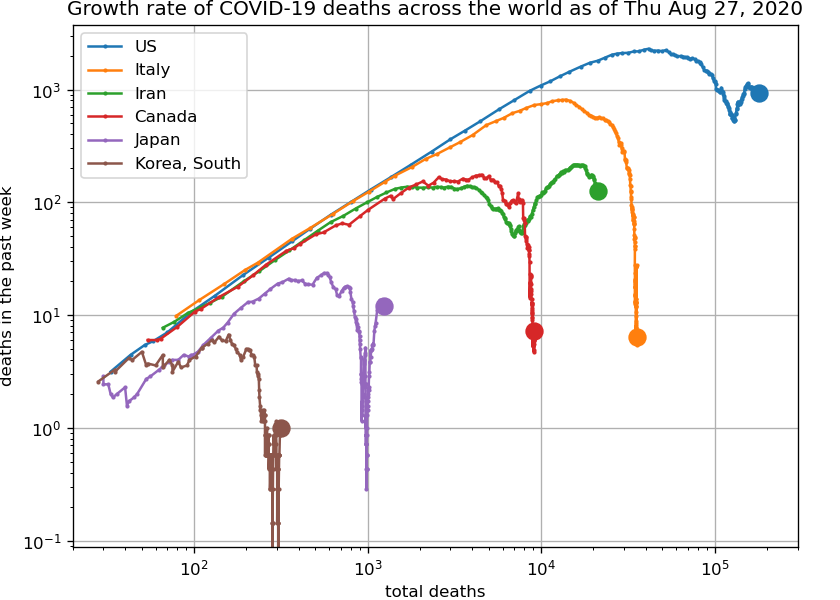 Growth rate of COVID-19 deaths across the world as of Thu Aug 27, 2020
US
Italy
Iran
Canada
Japan
Korea, South
deaths in the past week
10³
10²
10¹
10⁰
10⁻¹
10² 10³ 10⁴ 10⁵
total deaths